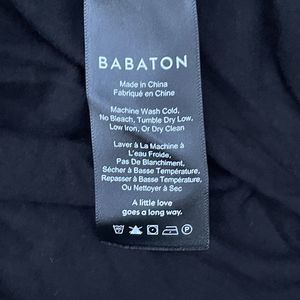 BABATON
Made in China
Fabriqué en Chine
Machine Wash Cold,
No Bleach, Tumble Dry Low,
Low Iron, Or Dry Clean
Laver à La Machine à
L'eau Froide,
Pas De Blanchiment,
Sécher à Basse Température,
Repasser à Basse Température,
Ou Nettoyer à Sec
A little love
goes a long way.
P